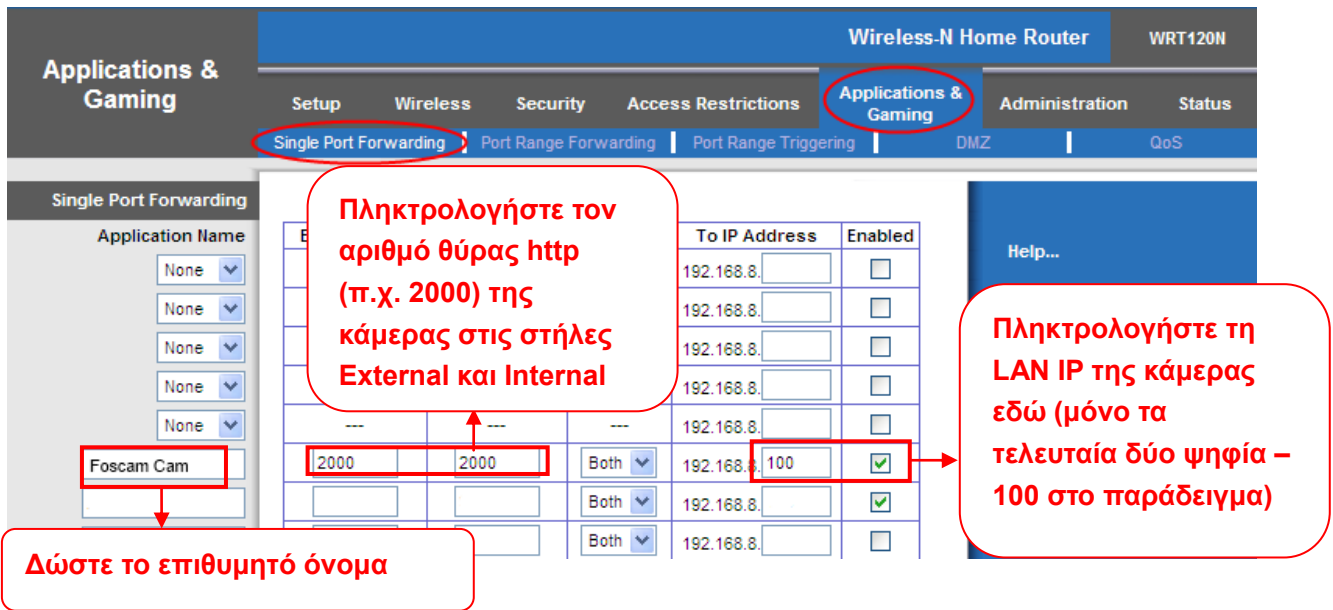 Wireless-N Home Router WRT120N
Applications &
Gaming
Setup Wireless Security Access Restrictions Applications & Gaming Administration Status
Single Port Forwarding Port Range Forwarding Port Range Triggering DMZ QoS
Single Port Forwarding
Application Name
To IP Address Enabled
Help...
None 192.168.8.
None 192.168.8.
None 192.168.8.
None 192.168.8.
None --- --- --- 192.168.8.
Foscam Cam 2000 2000 Both 192.168.8. 100
Both 192.168.8.
Both 192.168.8.
Πληκτρολογήστε τον
αριθμό θύρας http
(π.χ. 2000) της
κάμερας στις στήλες
External και Internal
Πληκτρολογήστε τη
LAN IP της κάμερας
εδώ (μόνο τα
τελευταία δύο ψηφία –
100 στο παράδειγμα)
Δώστε το επιθυμητό όνομα